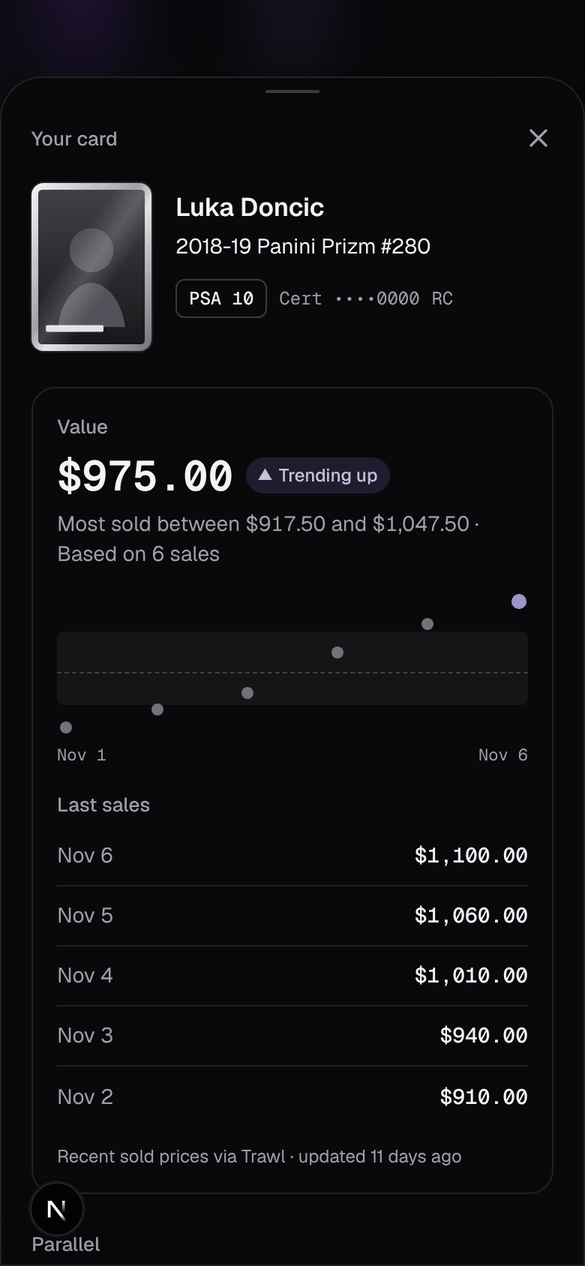 Your card
Luka Doncic
2018-19 Panini Prizm #280
PSA 10 Cert ····0000 RC
Value
$975.00 ▲ Trending up
Most sold between $917.50 and $1,047.50 ·
Based on 6 sales
Nov 1 Nov 6
Last sales
Nov 6 $1,100.00
Nov 5 $1,060.00
Nov 4 $1,010.00
Nov 3 $940.00
Nov 2 $910.00
Recent sold prices via Trawl · updated 11 days ago
N
Parallel